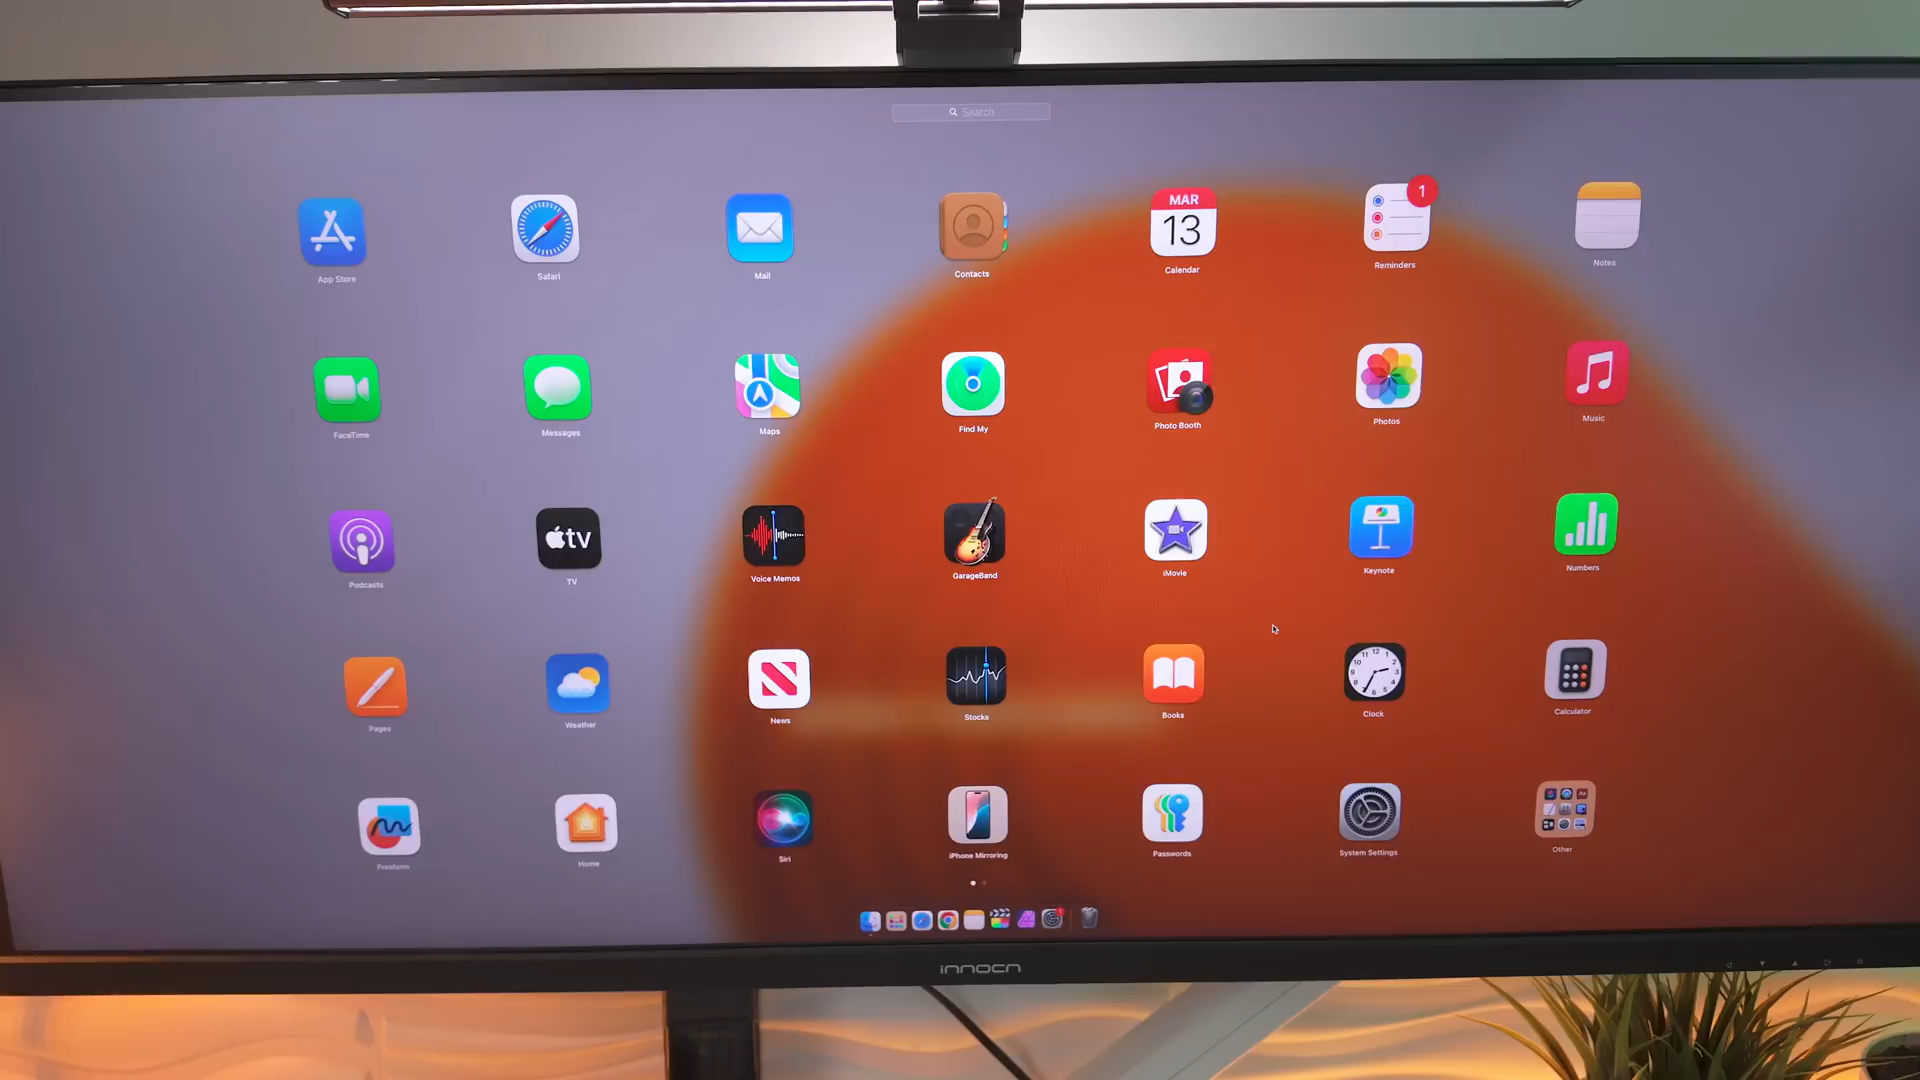 Search
App Store
Safari
Mail
Contacts
MAR
13
Calendar
1
Reminders
Notes
FaceTime
Messages
Maps
Find My
Photo Booth
Photos
Music
Podcasts
tv
TV
Voice Memos
GarageBand
iMovie
Keynote
Numbers
Pages
Weather
News
Stocks
Books
Clock
Calculator
Freeform
Home
Siri
iPhone Mirroring
Passwords
System Settings
Other
innocn